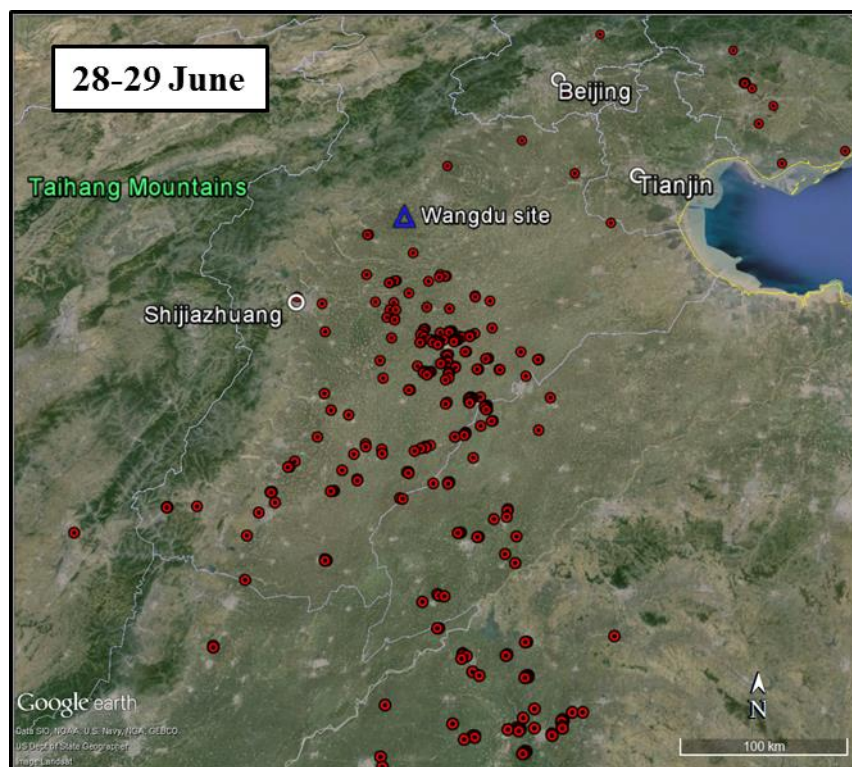 28-29 June
Beijing
Taihang Mountains
Tianjin
Wangdu site
Shijiazhuang
Google earth
Data SIO, NOAA, U.S. Navy, NGA, GEBCO
US Dept of State Geographer
Image Landsat
N
100 km